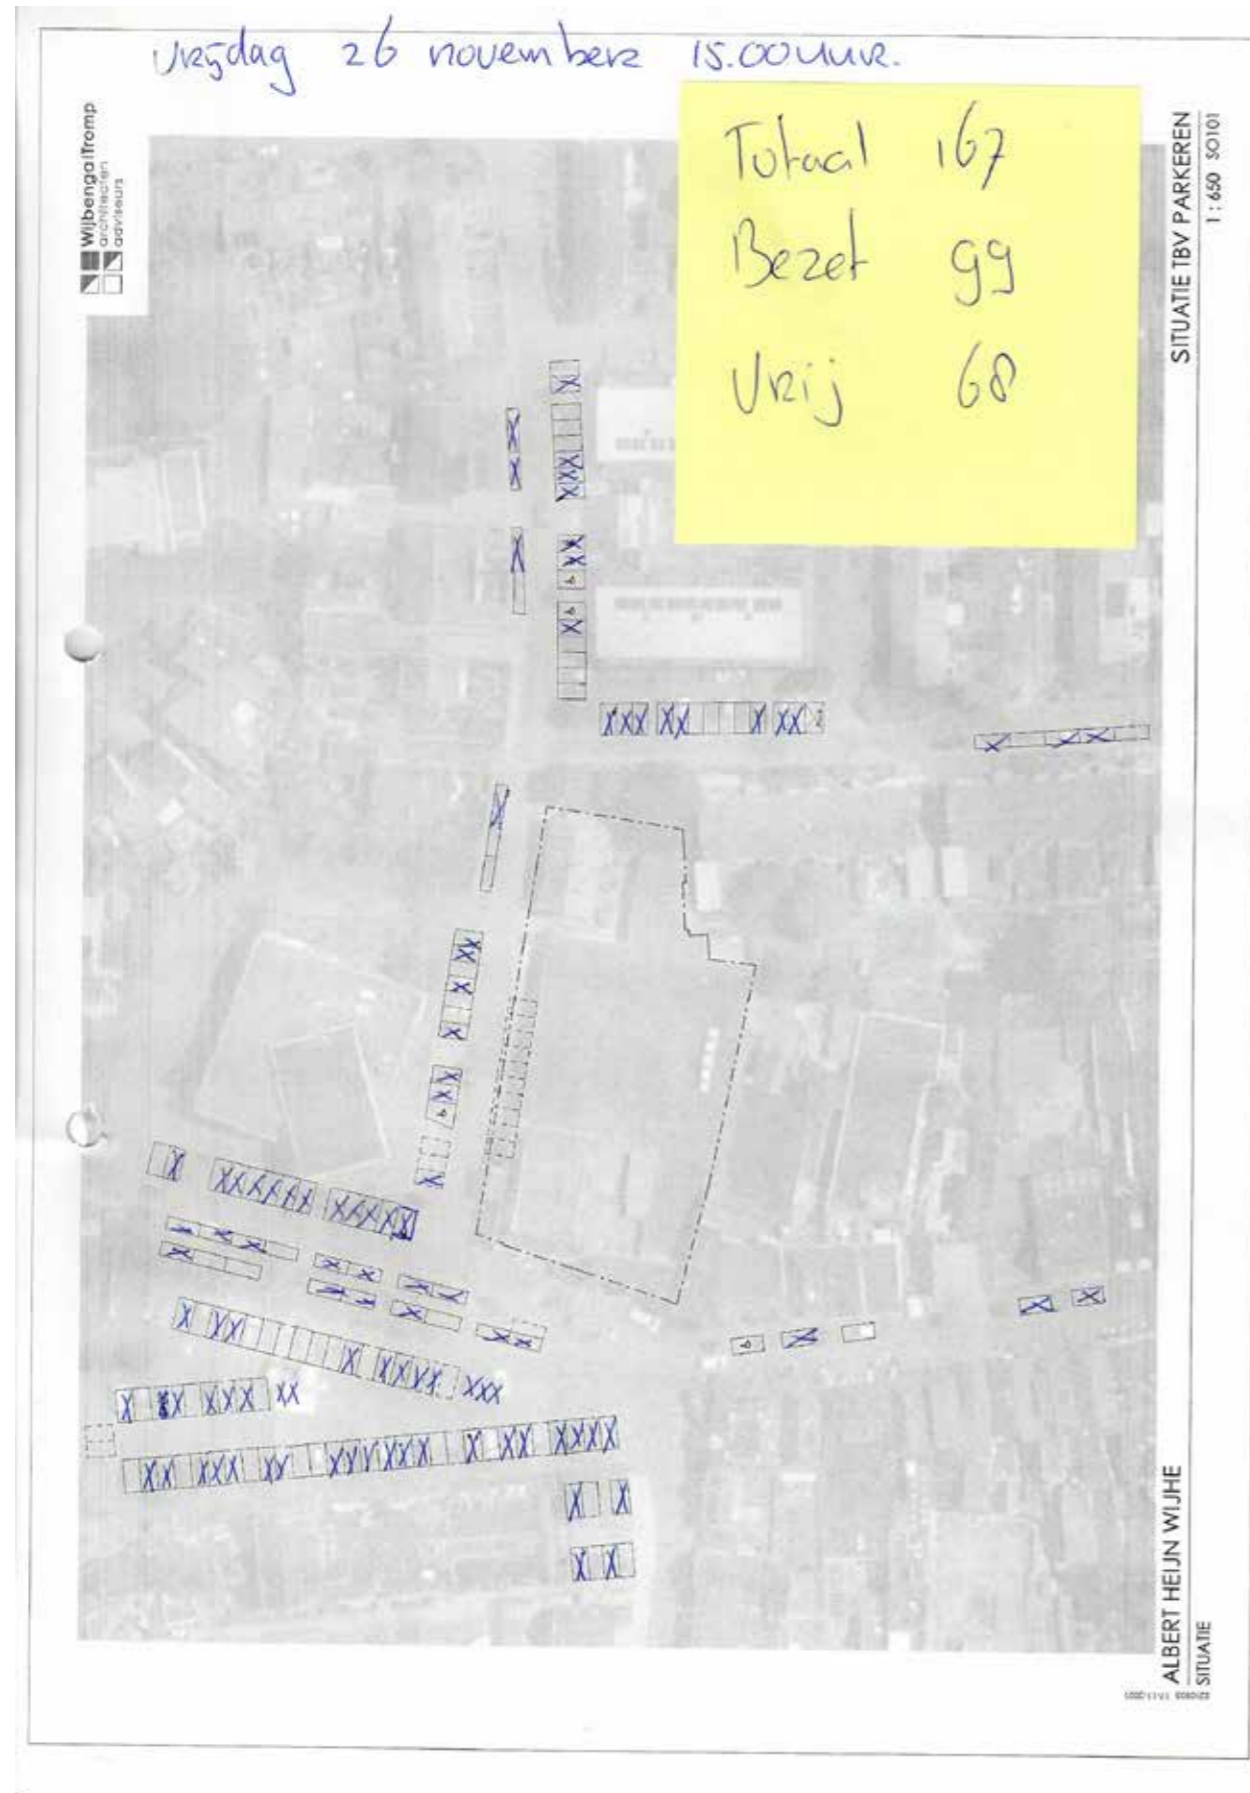 vrijdag 26 november 15.00 uur.
Totaal 167
Bezet 99
Vrij 68
Wijbenga|Tromp
architecten
adviseurs
SITUATIE TBV PARKEREN
1 : 650 SO101
ALBERT HEIJN WIJHE
SITUATIE